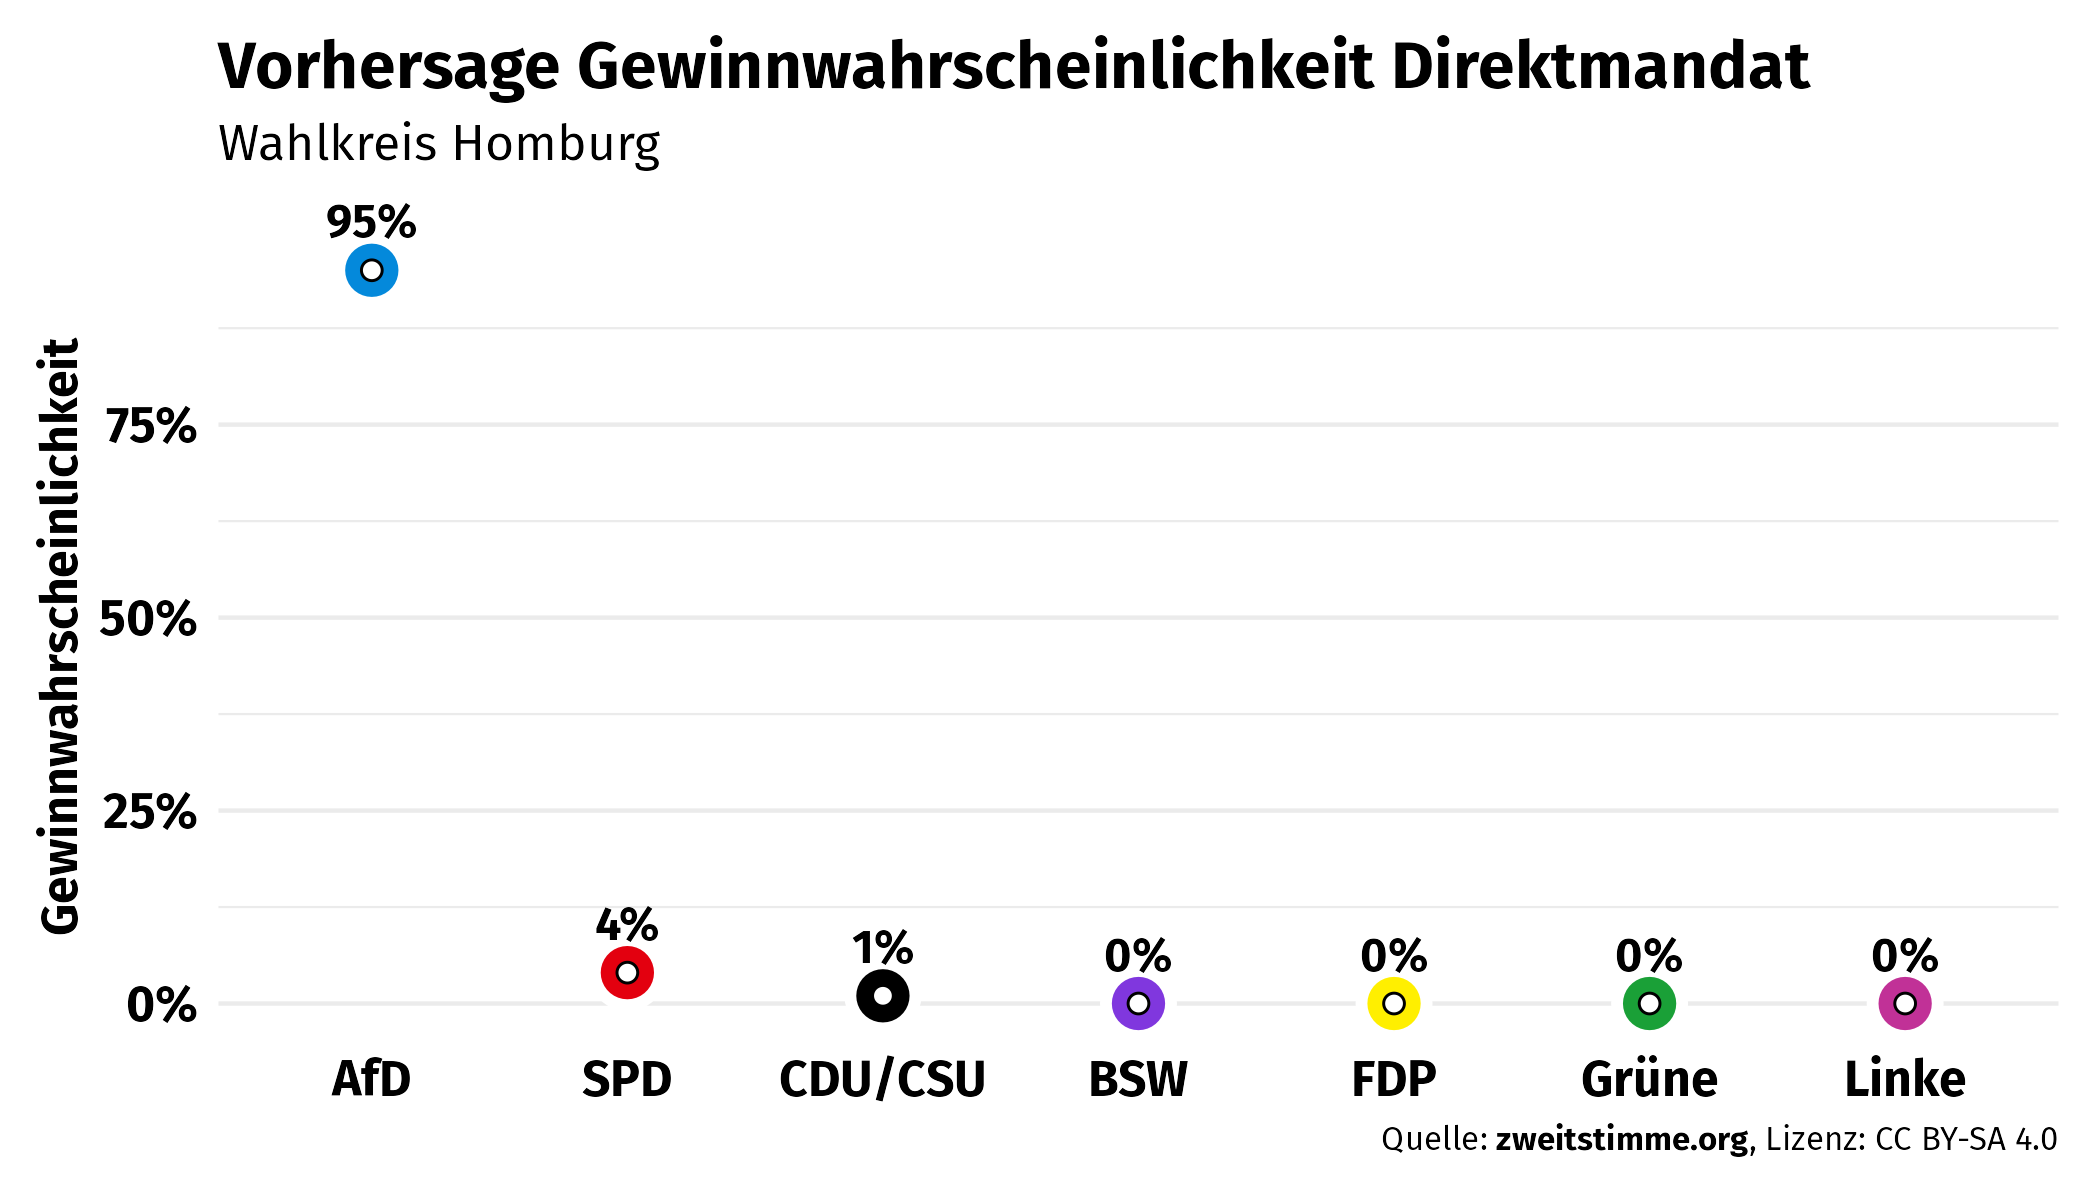 Vorhersage Gewinnwahrscheinlichkeit Direktmandat
Wahlkreis Homburg
95%
Gewinnwahrscheinlichkeit
75%
50%
25%
0%
4%
1%
0%
0%
0%
0%
AfD SPD CDU/CSU BSW FDP Grüne Linke
Quelle: zweitstimme.org, Lizenz: CC BY-SA 4.0